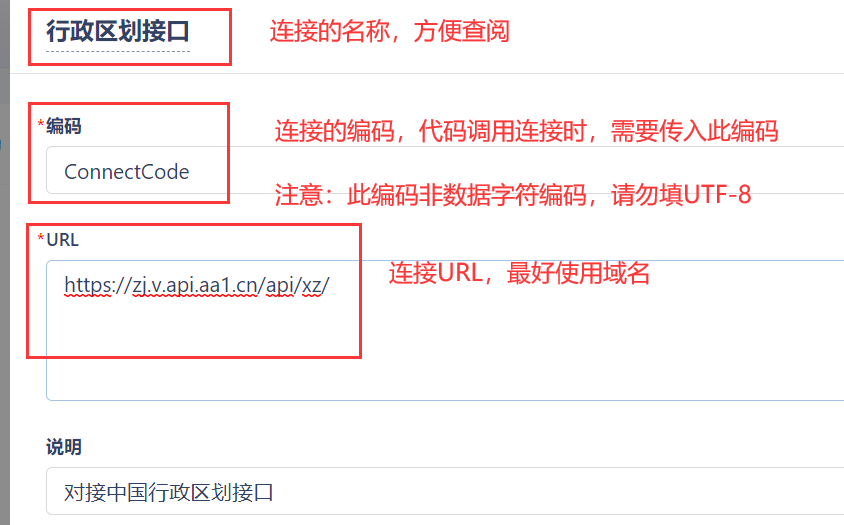 行政区划接口 连接的名称，方便查阅
*编码
连接的编码，代码调用连接时，需要传入此编码
ConnectCode
注意：此编码非数据字符编码，请勿填UTF-8
*URL
https://zj.v.api.aa1.cn/api/xz/ 连接URL，最好使用域名
说明
对接中国行政区划接口